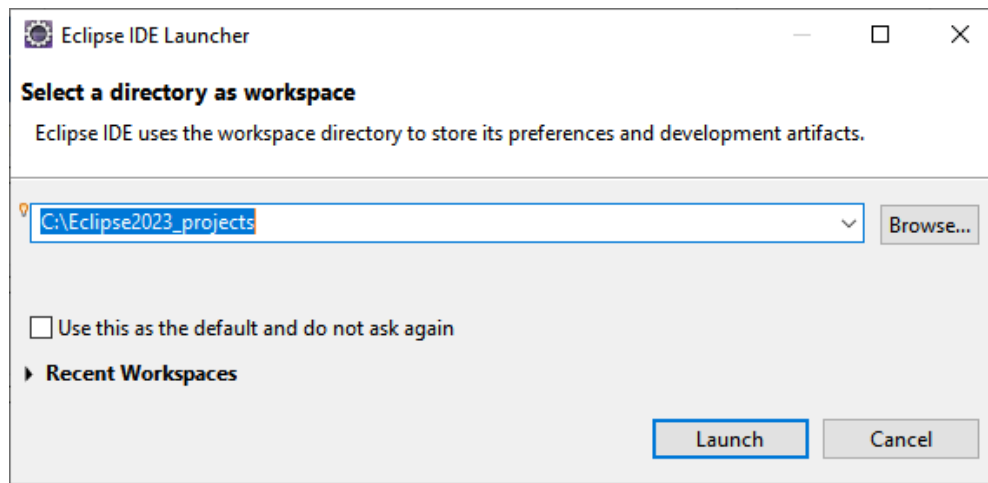 Eclipse IDE Launcher
Select a directory as workspace
Eclipse IDE uses the workspace directory to store its preferences and development artifacts.
C:\Eclipse2023_projects
Browse...
Use this as the default and do not ask again
Recent Workspaces
Launch Cancel